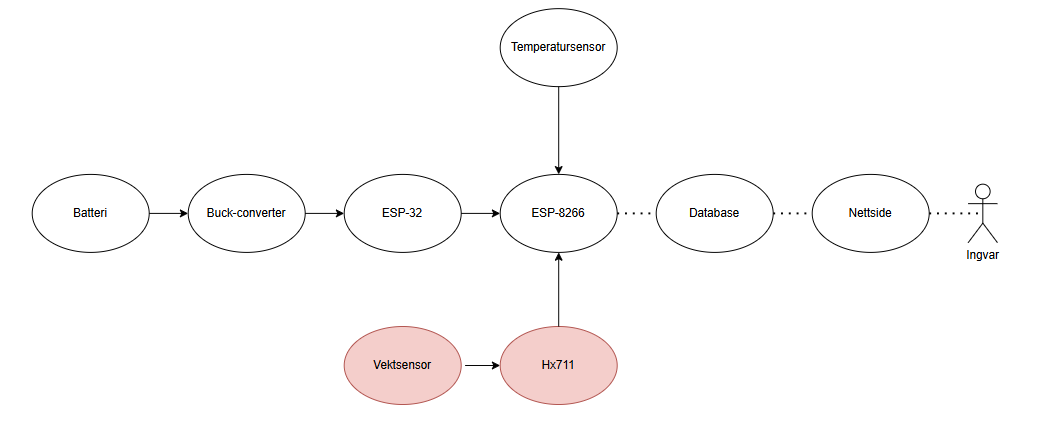 Temperatursensor
Batteri
Buck-converter
ESP-32
ESP-8266
Database
Nettside
Ingvar
Vektsensor
Hx711